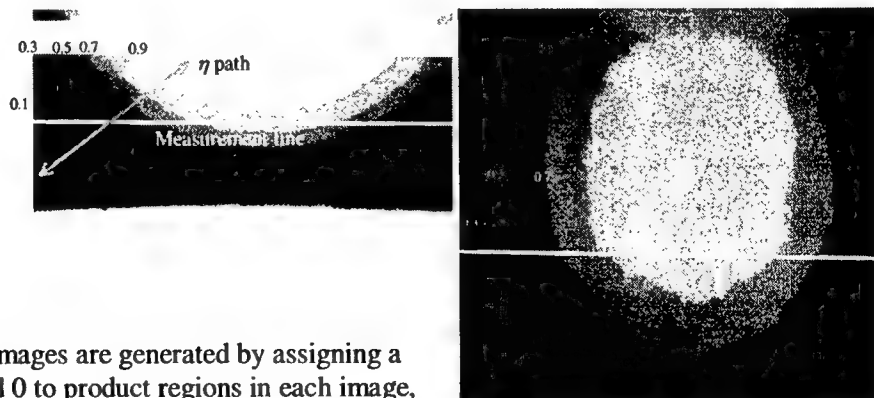 0.3 0.5 0.7 0.9
η path
0.1
Measurement line
mages are generated by assigning a
l 0 to product regions in each image,